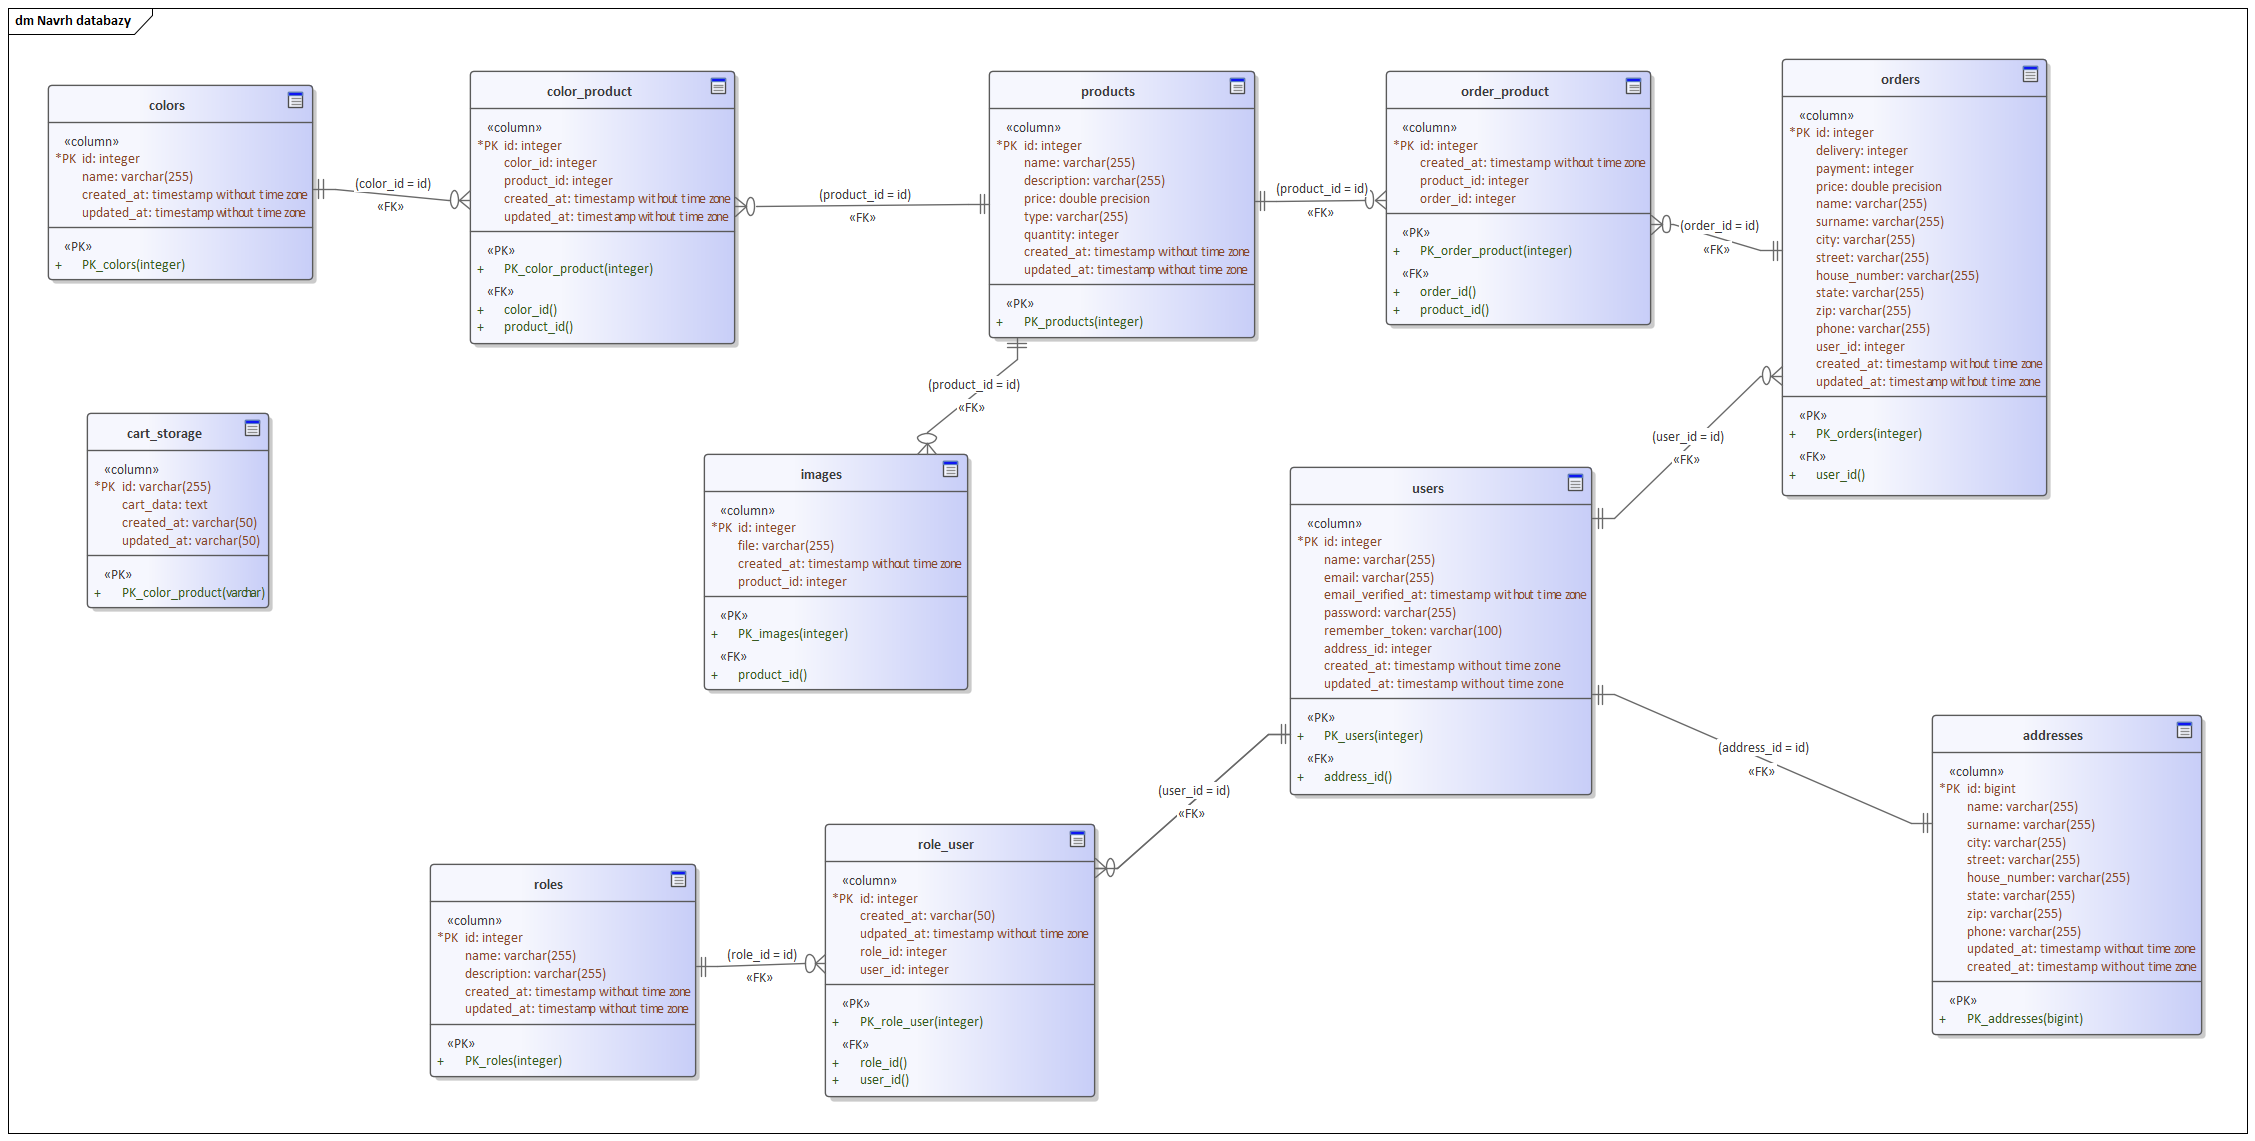 dm Navrh databazy
colors
«column»
*PK id: integer
name: varchar(255)
created_at: timestamp without time zone
updated_at: timestamp without time zone
«PK»
+ PK_colors(integer)
(color_id = id)
«FK»
color_product
«column»
*PK id: integer
color_id: integer
product_id: integer
created_at: timestamp without time zone
updated_at: timestamp without time zone
«PK»
+ PK_color_product(integer)
«FK»
+ color_id()
+ product_id()
(product_id = id)
«FK»
products
«column»
*PK id: integer
name: varchar(255)
description: varchar(255)
price: double precision
type: varchar(255)
quantity: integer
created_at: timestamp without time zone
updated_at: timestamp without time zone
«PK»
+ PK_products(integer)
(product_id = id)
«FK»
order_product
«column»
*PK id: integer
created_at: timestamp without time zone
product_id: integer
order_id: integer
«PK»
+ PK_order_product(integer)
«FK»
+ order_id()
+ product_id()
(order_id = id)
«FK»
orders
«column»
*PK id: integer
delivery: integer
payment: integer
price: double precision
name: varchar(255)
surname: varchar(255)
city: varchar(255)
street: varchar(255)
house_number: varchar(255)
state: varchar(255)
zip: varchar(255)
phone: varchar(255)
user_id: integer
created_at: timestamp without time zone
updated_at: timestamp without time zone
«PK»
+ PK_orders(integer)
«FK»
+ user_id()
(product_id = id)
«FK»
cart_storage
«column»
*PK id: varchar(255)
cart_data: text
created_at: varchar(50)
updated_at: varchar(50)
«PK»
+ PK_color_product(varchar)
images
«column»
*PK id: integer
file: varchar(255)
created_at: timestamp without time zone
product_id: integer
«PK»
+ PK_images(integer)
«FK»
+ product_id()
(user_id = id)
«FK»
users
«column»
*PK id: integer
name: varchar(255)
email: varchar(255)
email_verified_at: timestamp without time zone
password: varchar(255)
remember_token: varchar(100)
address_id: integer
created_at: timestamp without time zone
updated_at: timestamp without time zone
«PK»
+ PK_users(integer)
«FK»
+ address_id()
(address_id = id)
«FK»
addresses
«column»
*PK id: bigint
name: varchar(255)
surname: varchar(255)
city: varchar(255)
street: varchar(255)
house_number: varchar(255)
state: varchar(255)
zip: varchar(255)
phone: varchar(255)
updated_at: timestamp without time zone
created_at: timestamp without time zone
«PK»
+ PK_addresses(bigint)
(user_id = id)
«FK»
roles
«column»
*PK id: integer
name: varchar(255)
description: varchar(255)
created_at: timestamp without time zone
updated_at: timestamp without time zone
«PK»
+ PK_roles(integer)
(role_id = id)
«FK»
role_user
«column»
*PK id: integer
created_at: varchar(50)
udpated_at: timestamp without time zone
role_id: integer
user_id: integer
«PK»
+ PK_role_user(integer)
«FK»
+ role_id()
+ user_id()